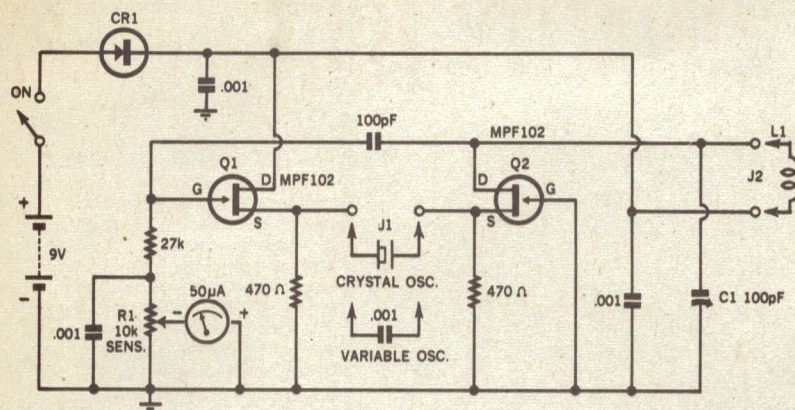 CR1
ON
.001
100pF
MPF102
L1
Q1
Q2
J2
D
MPF102
D
G
G
S
J1
S
+
27k
9V
CRYSTAL OSC.
-
50µA
470 Ω
470 Ω
.001
C1 100pF
.001
R1
10k
SENS.
-
+
.001
VARIABLE OSC.